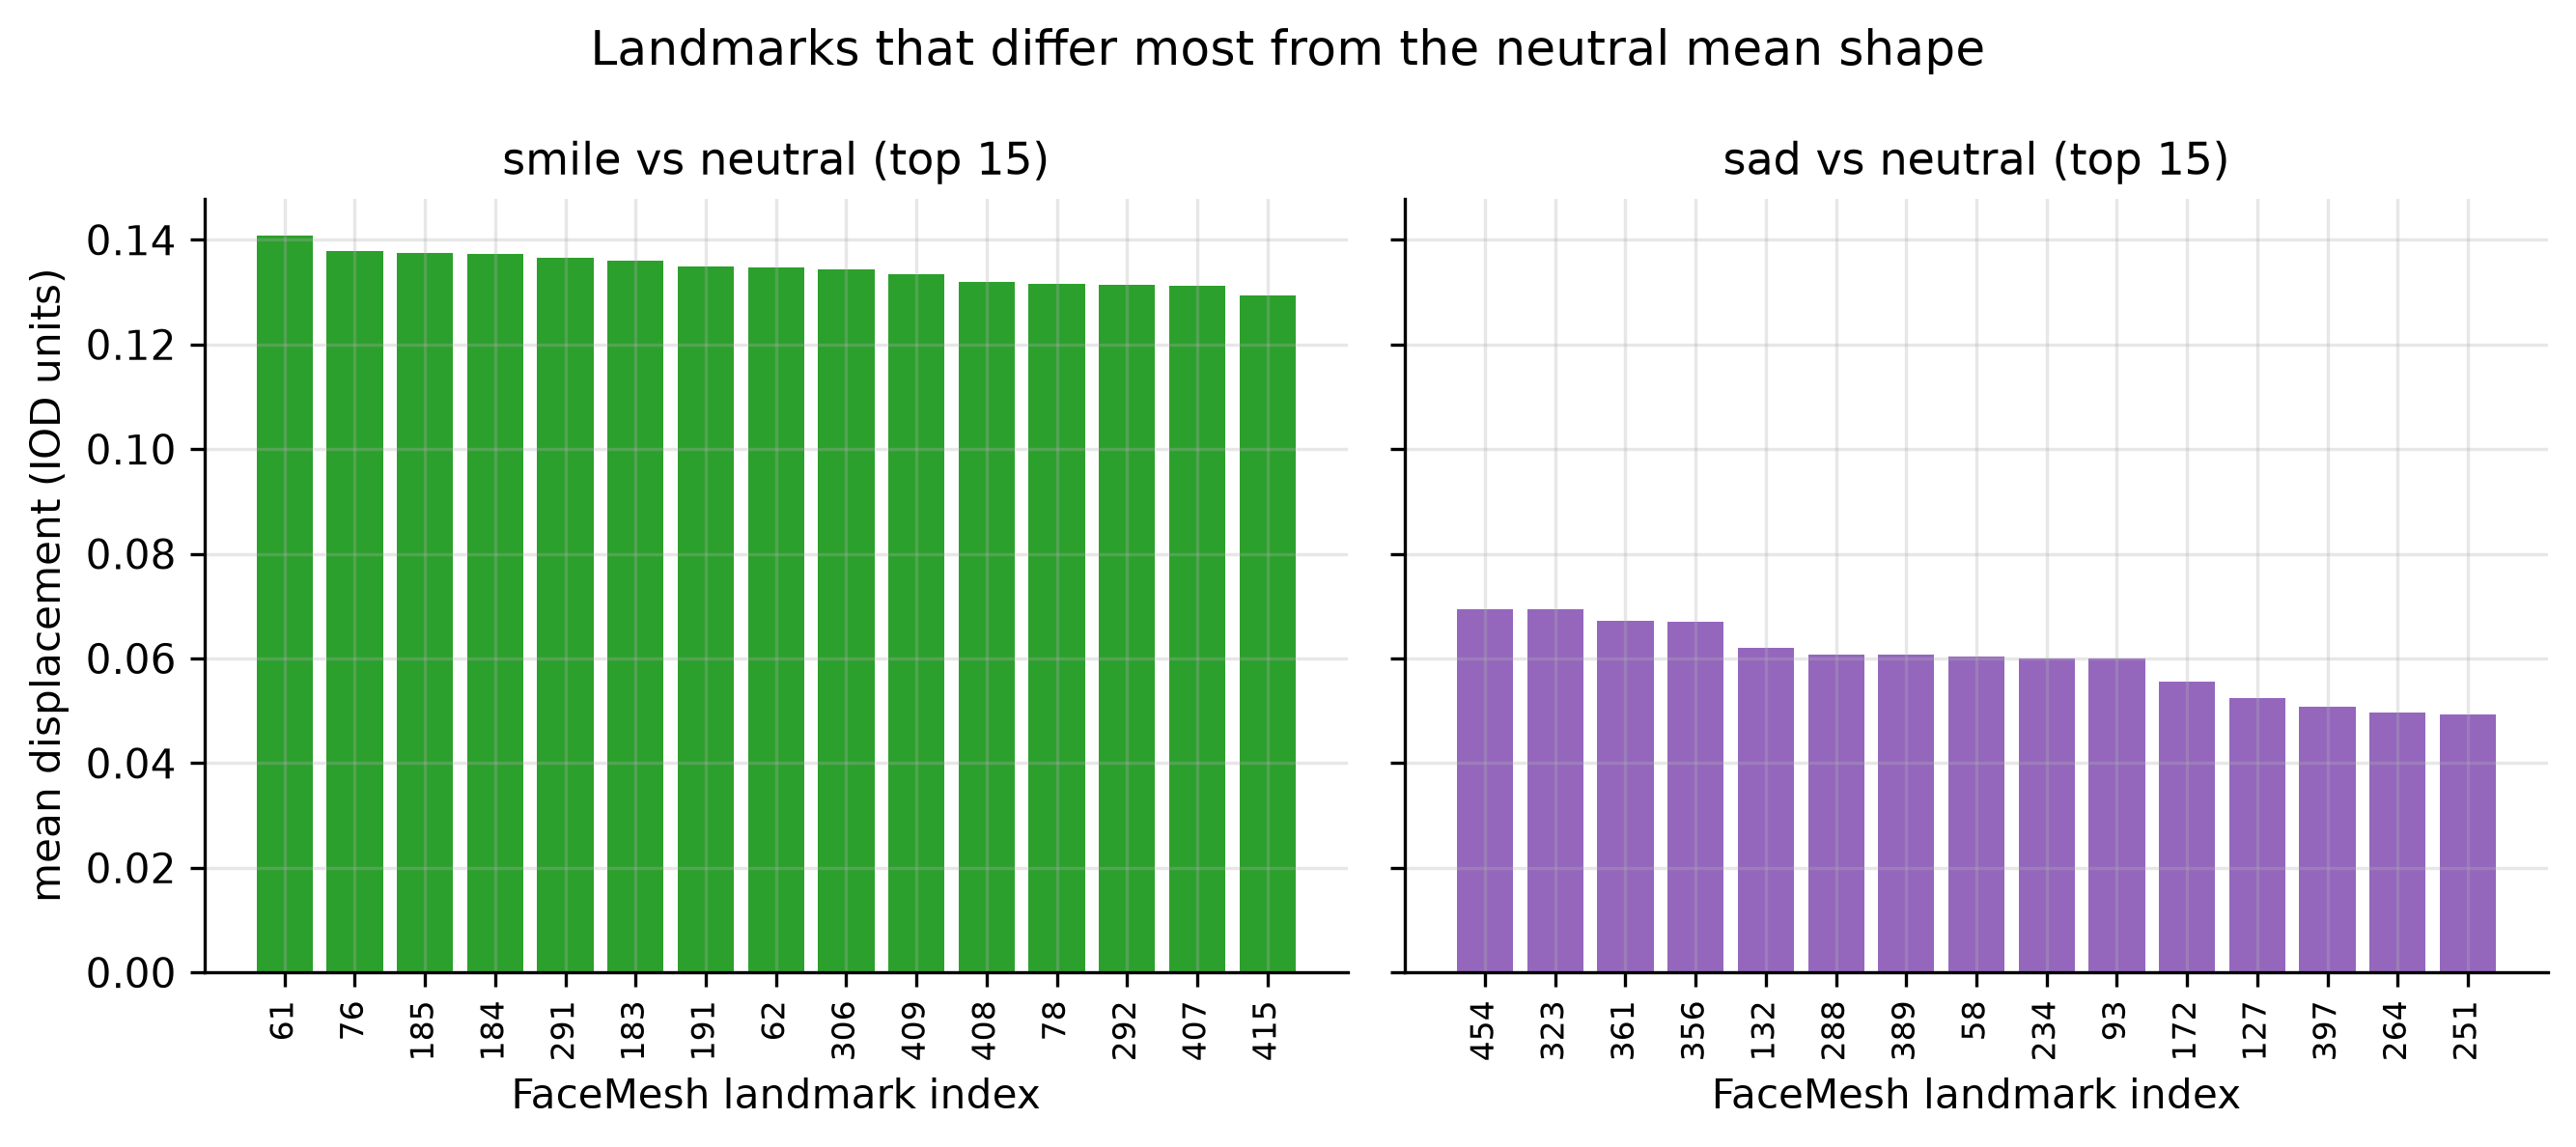 Landmarks that differ most from the neutral mean shape
smile vs neutral (top 15)
mean displacement (IOD units)
0.14
0.12
0.10
0.08
0.06
0.04
0.02
0.00
61 76 185 184 291 183 191 62 306 409 408 78 292 407 415
FaceMesh landmark index
sad vs neutral (top 15)
454 323 361 356 132 288 389 58 234 93 172 127 397 264 251
FaceMesh landmark index